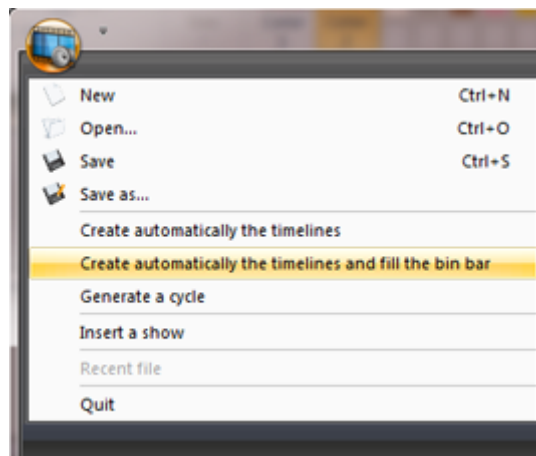 New Ctrl+N
Open... Ctrl+O
Save Ctrl+S
Save as...
Create automatically the timelines
Create automatically the timelines and fill the bin bar
Generate a cycle
Insert a show
Recent file
Quit